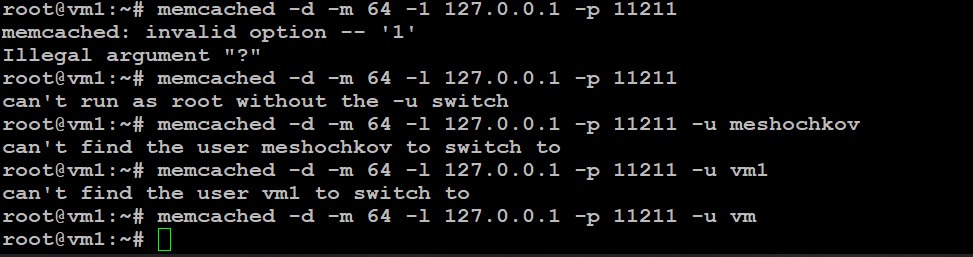 root@vm1:~# memcached -d -m 64 -1 127.0.0.1 -p 11211
memcached: invalid option -- '1'
Illegal argument "?"
root@vm1:~# memcached -d -m 64 -l 127.0.0.1 -p 11211
can't run as root without the -u switch
root@vm1:~# memcached -d -m 64 -l 127.0.0.1 -p 11211 -u meshochkov
can't find the user meshochkov to switch to
root@vm1:~# memcached -d -m 64 -l 127.0.0.1 -p 11211 -u vm1
can't find the user vm1 to switch to
root@vm1:~# memcached -d -m 64 -l 127.0.0.1 -p 11211 -u vm
root@vm1:~#